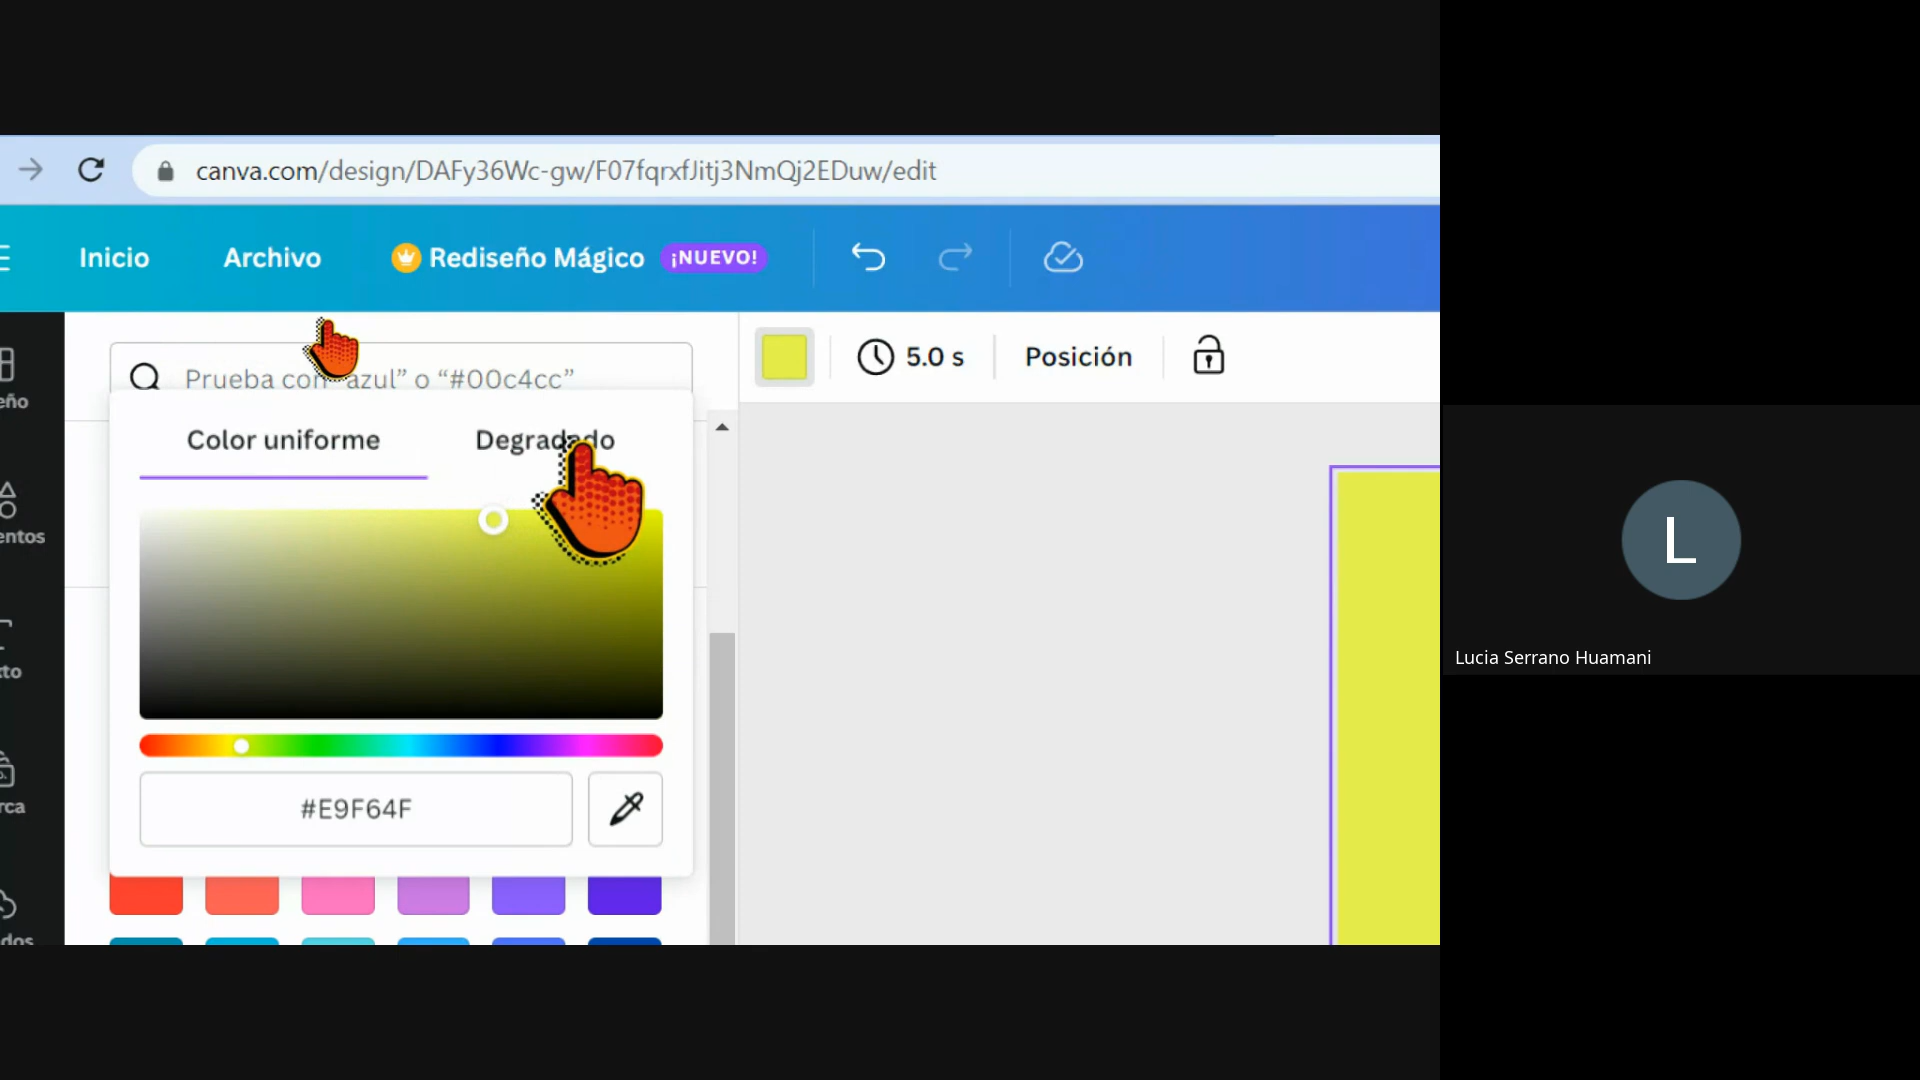 canva.com/design/DAFy36Wc-gw/F07fqrxfJitj3NmQj2EDuw/edit
Inicio Archivo Rediseño Mágico ¡NUEVO!
Prueba con “azul” o “#00c4cc”
5.0 s Posición
eño
Color uniforme Degradado
entos
xto
#E9F64F
rca
dos
L
Lucia Serrano Huamani